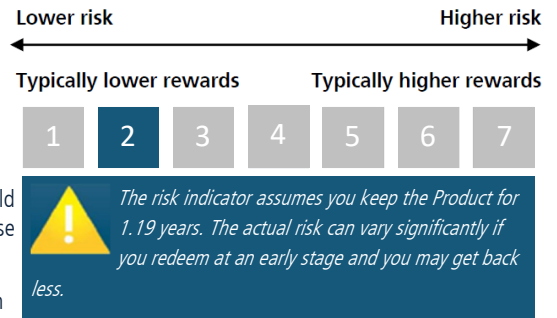 Lower risk Higher risk
Typically lower rewards Typically higher rewards
1 2 3 4 5 6 7
The risk indicator assumes you keep the Product for
1.19 years. The actual risk can vary significantly if
you redeem at an early stage and you may get back
less.